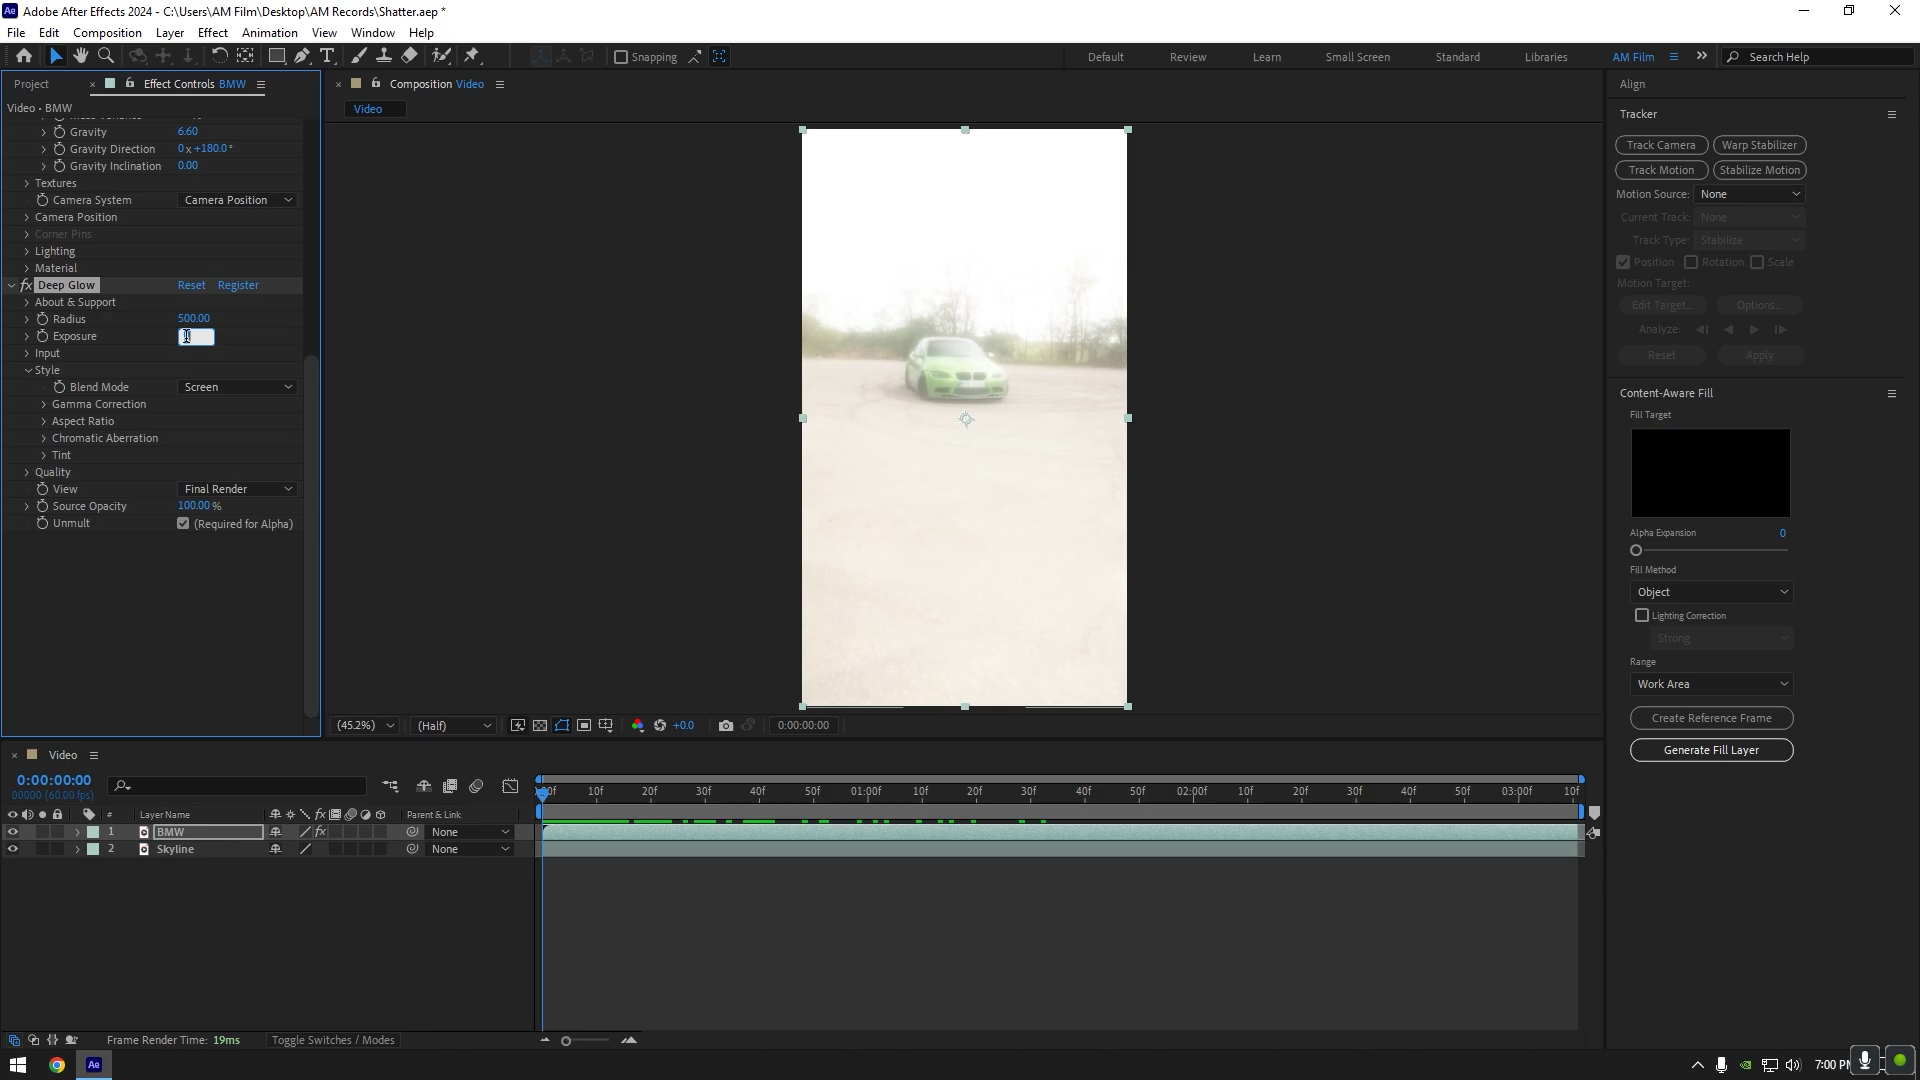 Adobe After Effects 2024 - C:\Users\AM Film\Desktop\AM Records\Shatter.aep *
File Edit Composition Layer Effect Animation View Window Help
Snapping
Default Review Learn Small Screen Standard Libraries AM Film Search Help
Project Effect Controls BMW
Video • BMW
Gravity 6.60
Gravity Direction 0 x +180.0°
Gravity Inclination 0.00
Textures
Camera System Camera Position
Camera Position
Corner Pins
Lighting
Material
fx Deep Glow Reset Register
About & Support
Radius 500.00
Exposure
Input
Style
Blend Mode Screen
Gamma Correction
Aspect Ratio
Chromatic Aberration
Tint
Quality
View Final Render
Source Opacity 100.00 %
Unmult (Required for Alpha)
Composition Video
Video
(45.2%) (Half) +0.0 0:00:00:00
Align
Tracker
Track Camera Warp Stabilizer
Track Motion Stabilize Motion
Motion Source: None
Current Track: None
Track Type: Stabilize
Position Rotation Scale
Motion Target:
Edit Target... Options...
Analyze:
Reset Apply
Content-Aware Fill
Fill Target
Alpha Expansion 0
Fill Method
Object
Lighting Correction
Strong
Range
Work Area
Create Reference Frame
Generate Fill Layer
Video
0:00:00:00
00000 (60.00 fps)
# Layer Name fx Parent & Link
1 BMW fx None
2 Skyline None
:00f 10f 20f 30f 40f 50f 01:00f 10f 20f 30f 40f 50f 02:00f 10f 20f 30f 40f 50f 03:00f 10f
Frame Render Time: 19ms Toggle Switches / Modes
Ae
7:00 PM